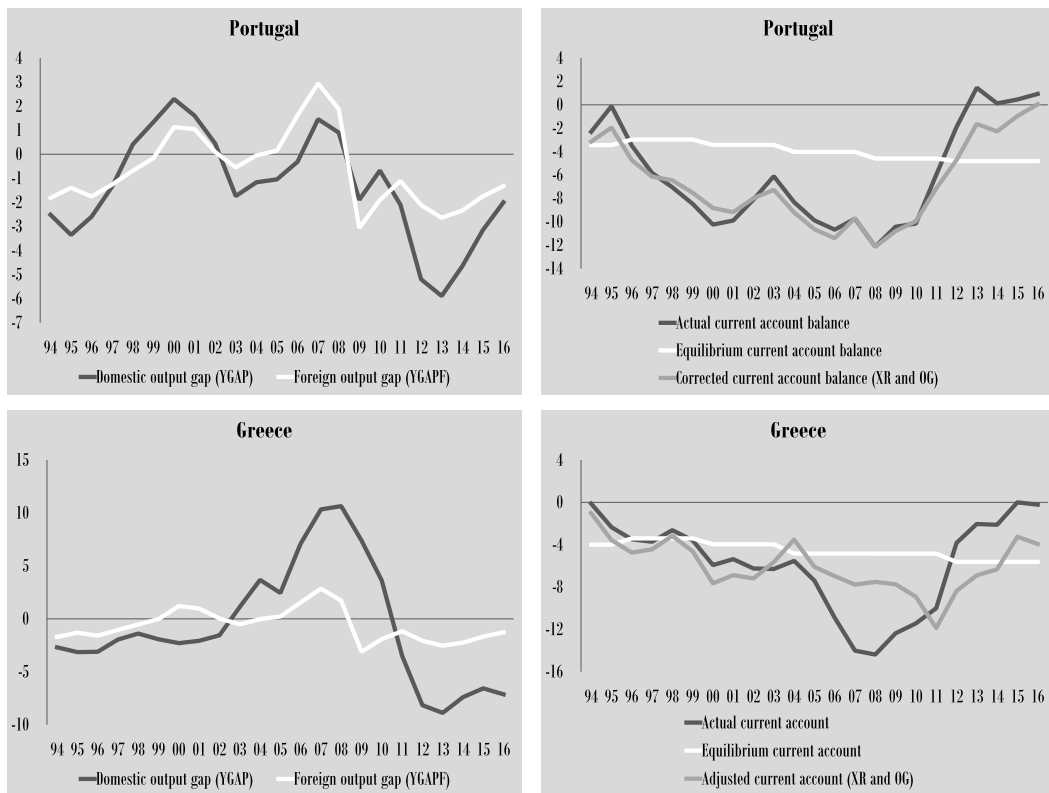 Portugal
4
3
2
1
0
-1
-2
-3
-4
-5
-6
-7
94 95 96 97 98 99 00 01 02 03 04 05 06 07 08 09 10 11 12 13 14 15 16
Domestic output gap (YGAP) Foreign output gap (YGAPF)
Portugal
4
2
0
-2
-4
-6
-8
-10
-12
-14
94 95 96 97 98 99 00 01 02 03 04 05 06 07 08 09 10 11 12 13 14 15 16
Actual current account balance
Equilibrium current account balance
Corrected current account balance (XR and OG)
Greece
15
10
5
0
-5
-10
94 95 96 97 98 99 00 01 02 03 04 05 06 07 08 09 10 11 12 13 14 15 16
Domestic output gap (YGAP) Foreign output gap (YGAPF)
Greece
4
0
-4
-8
-12
-16
94 95 96 97 98 99 00 01 02 03 04 05 06 07 08 09 10 11 12 13 14 15 16
Actual current account
Equilibrium current account
Adjusted current account (XR and OG)